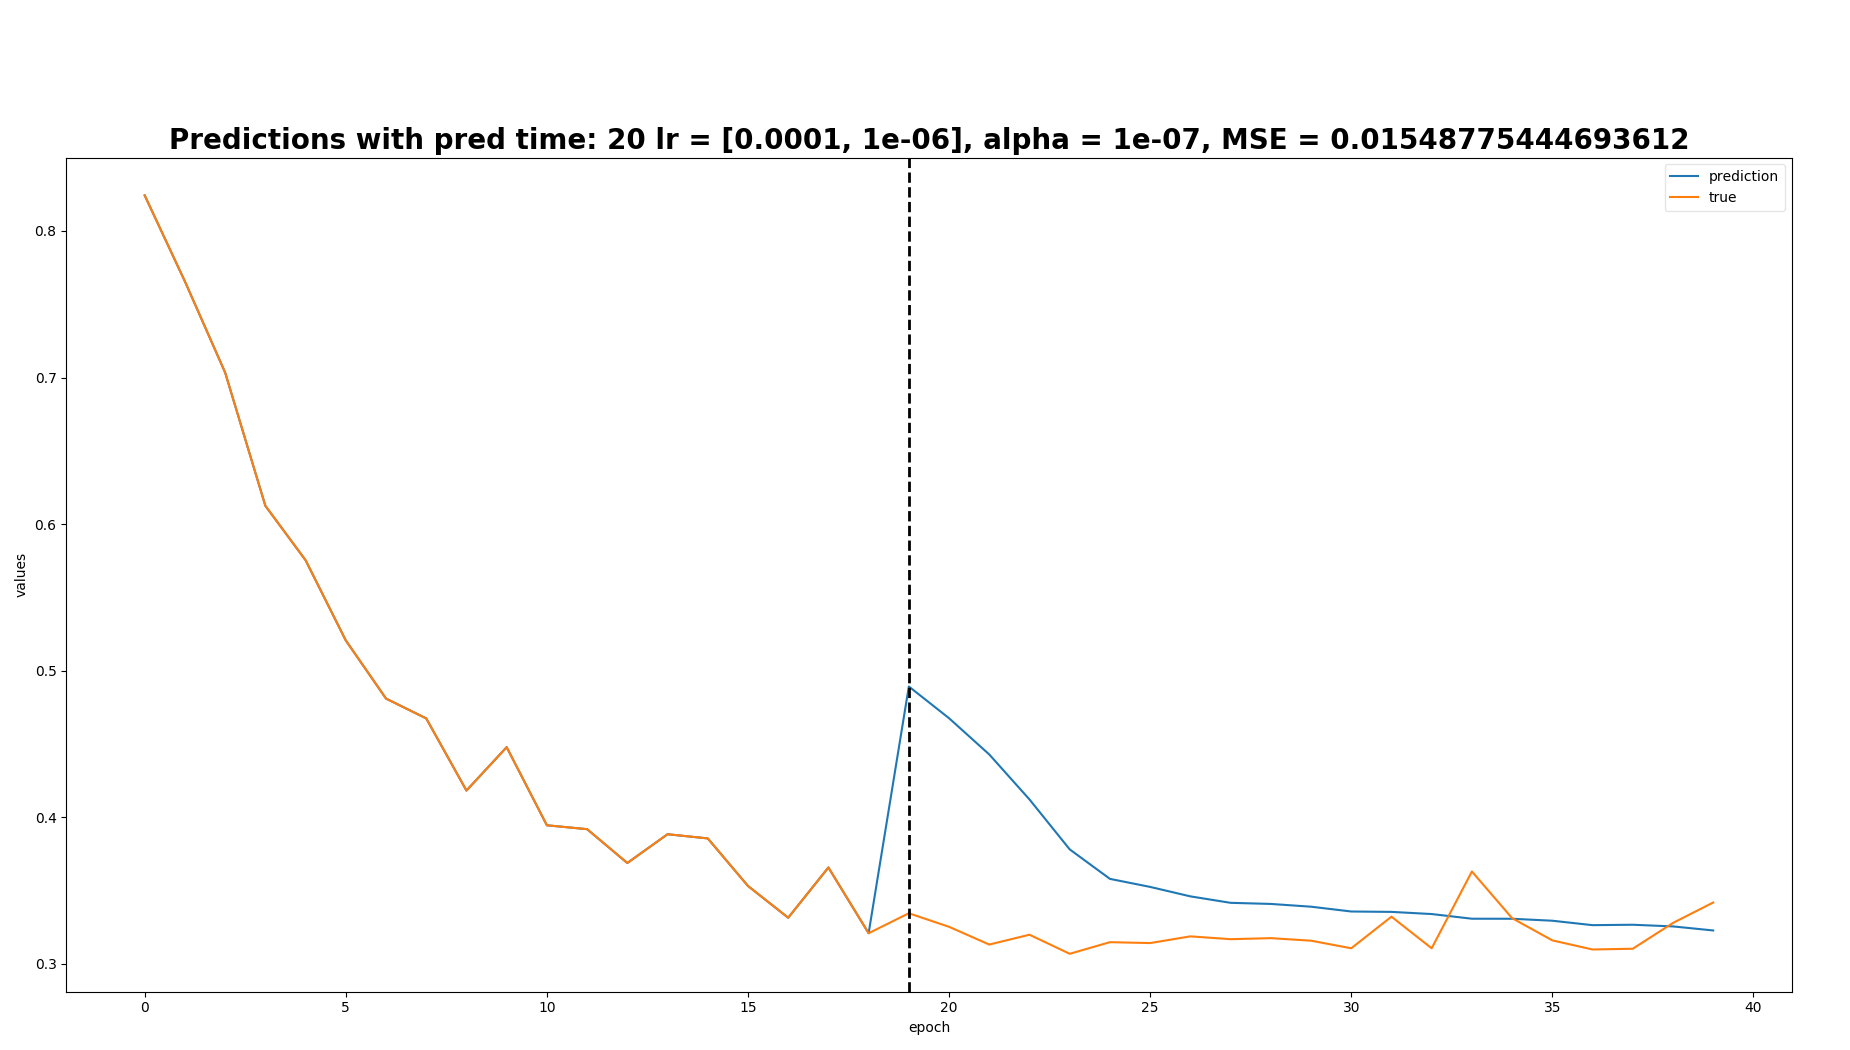 Predictions with pred time: 20 lr = [0.0001, 1e-06], alpha = 1e-07, MSE = 0.01548775444693612
prediction
true
0.8
0.7
0.6
0.5
0.4
0.3
values
0 5 10 15 20 25 30 35 40
epoch